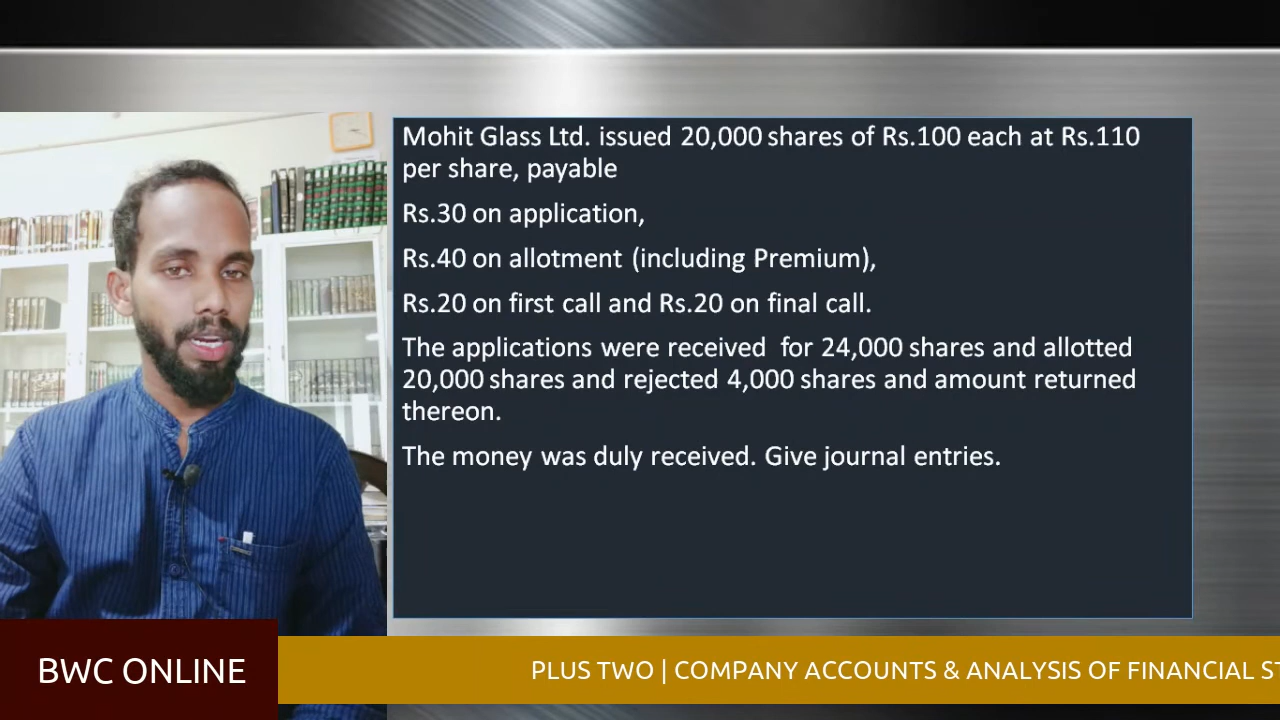 Mohit Glass Ltd. issued 20,000 shares of Rs.100 each at Rs.110
per share, payable
Rs.30 on application,
Rs.40 on allotment (including Premium),
Rs.20 on first call and Rs.20 on final call.
The applications were received for 24,000 shares and allotted
20,000 shares and rejected 4,000 shares and amount returned
thereon.
The money was duly received. Give journal entries.
BWC ONLINE
PLUS TWO | COMPANY ACCOUNTS & ANALYSIS OF FINANCIAL ST